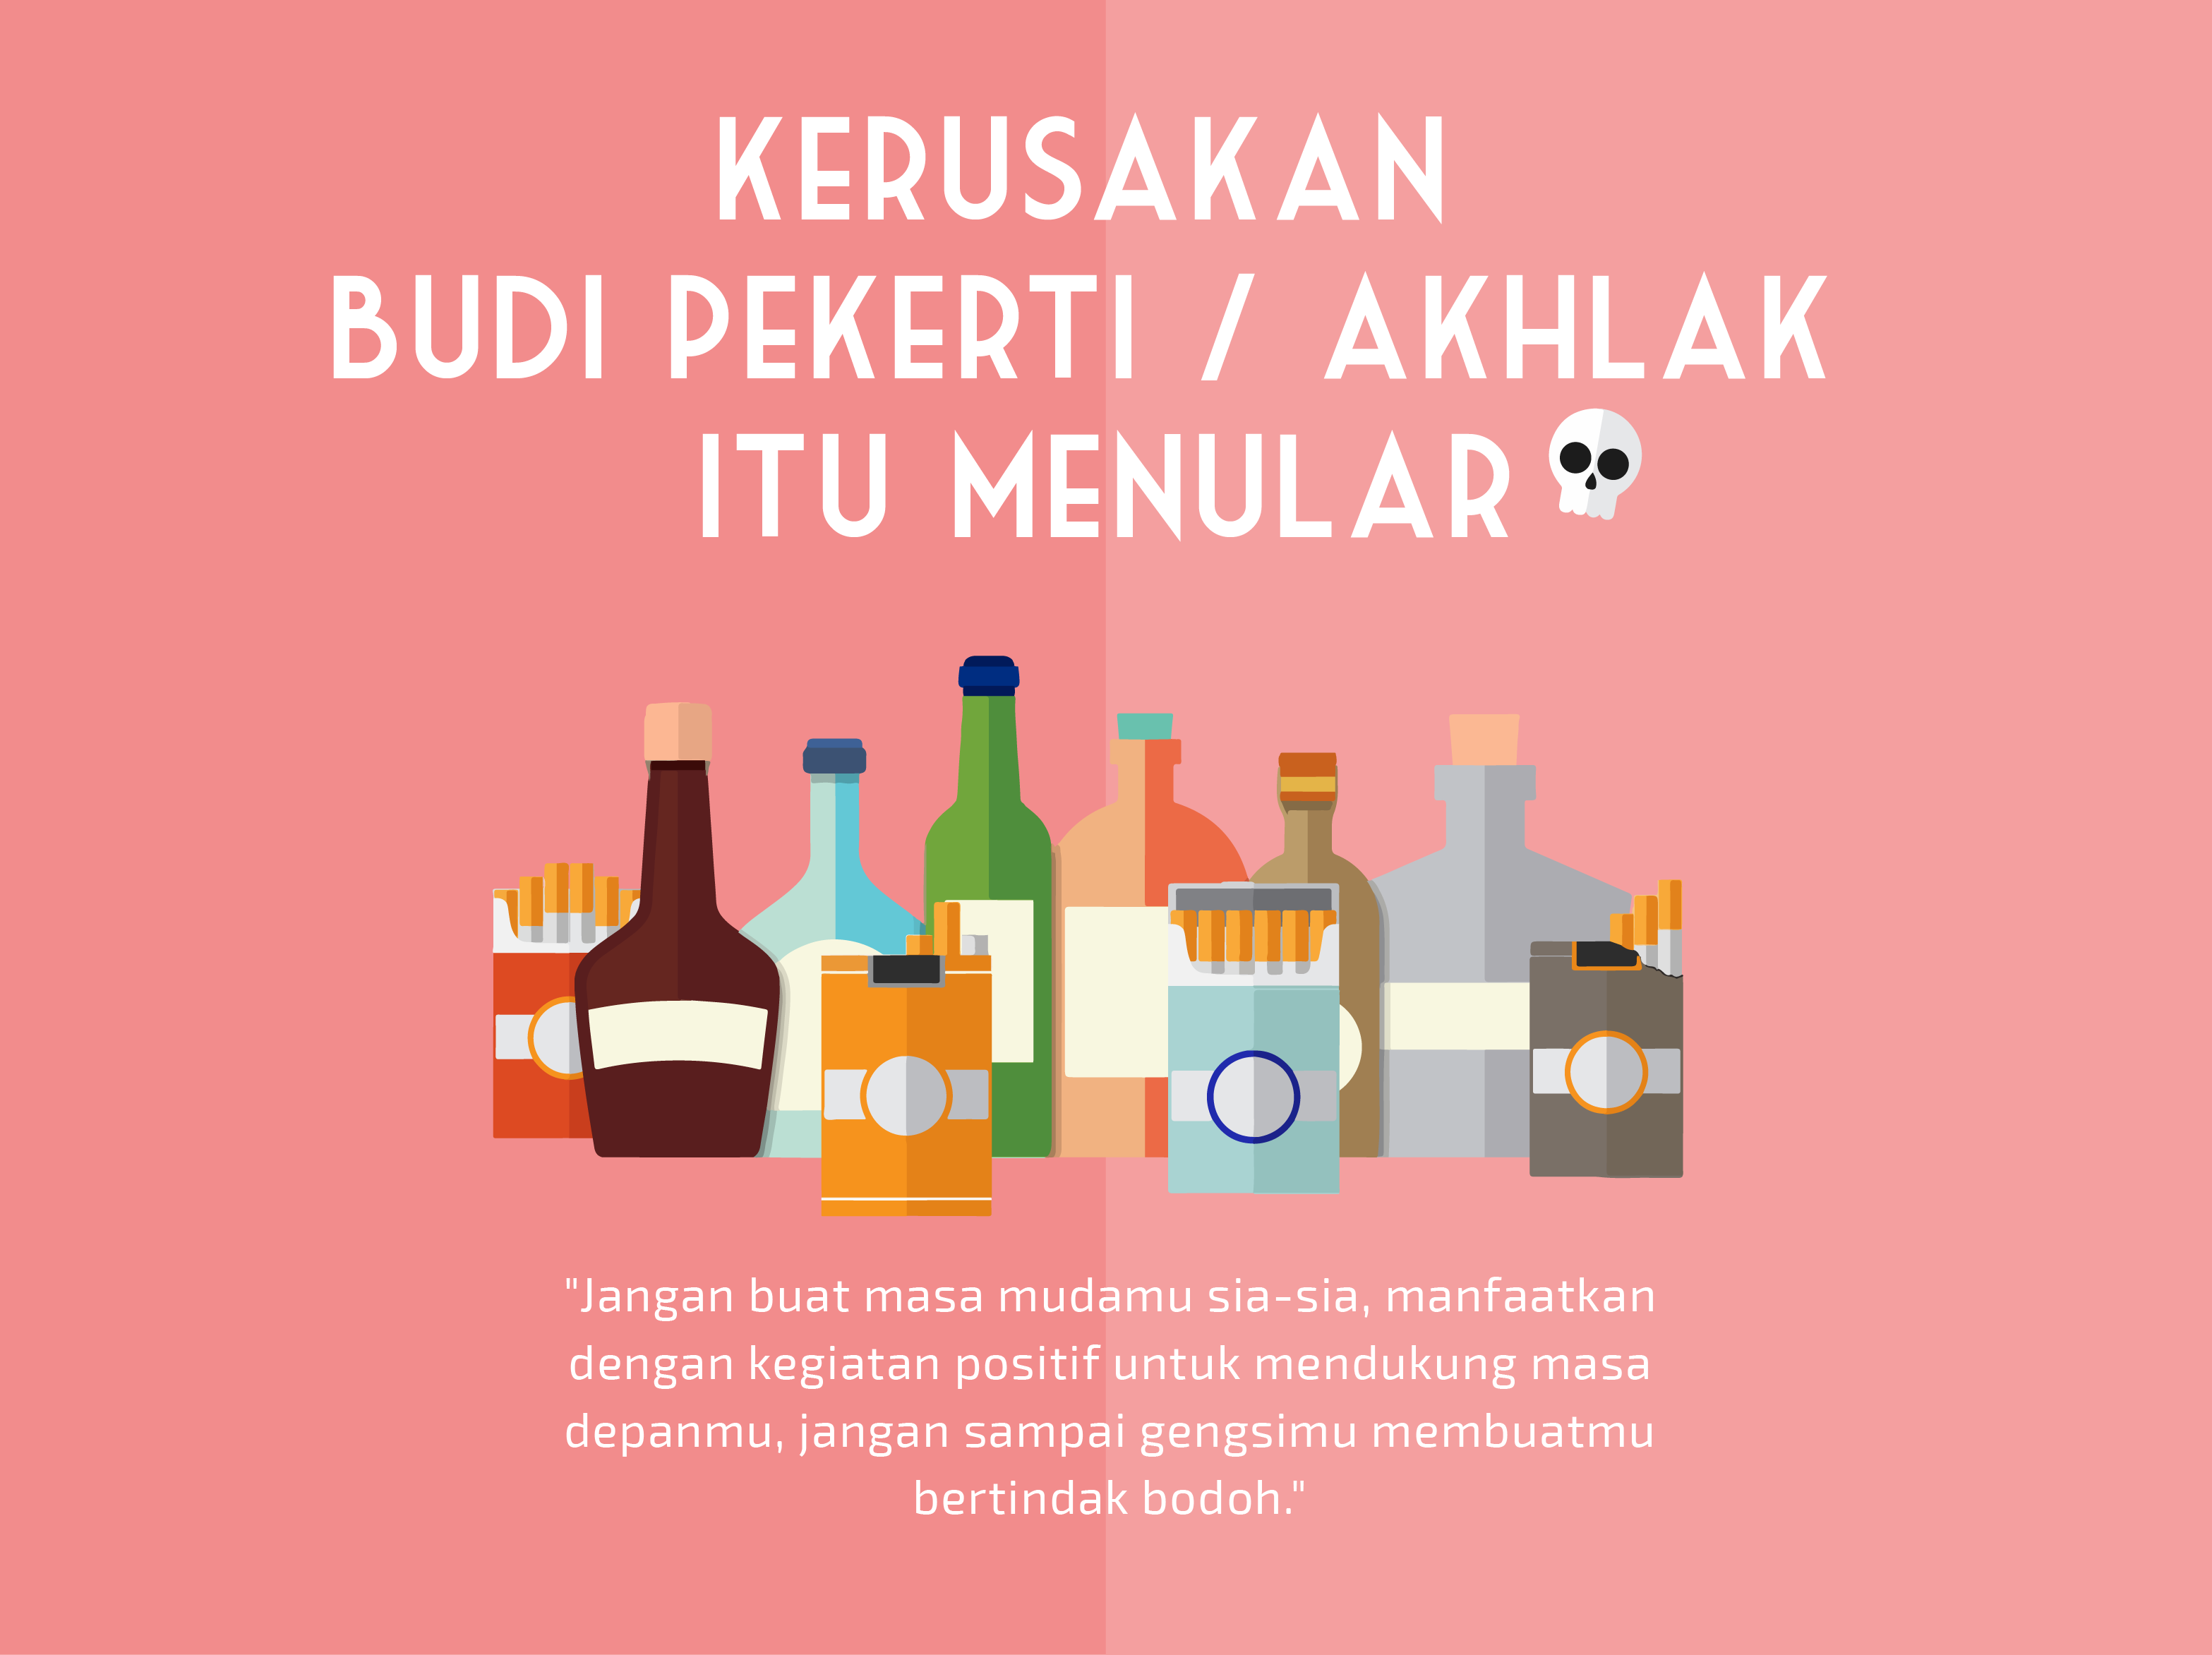 KERUSAKAN
BUDI PEKERTI / AKHLAK
ITU MENULAR
"Jangan buat masa mudamu sia-sia, manfaatkan
dengan kegiatan positif untuk mendukung masa
depanmu, jangan sampai gengsimu membuatmu
bertindak bodoh."